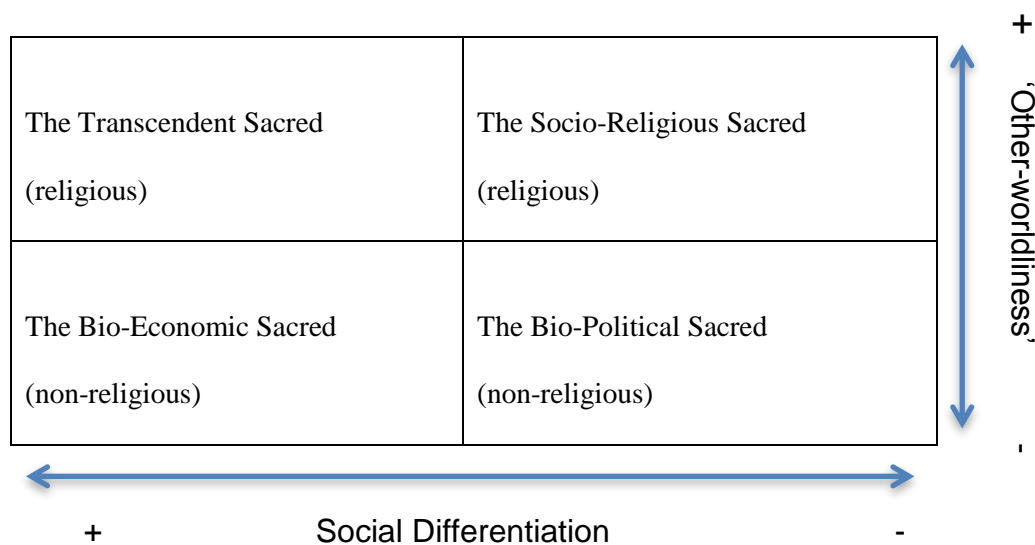 +
The Transcendent Sacred
(religious)
The Socio-Religious Sacred
(religious)
'Other-worldliness'
The Bio-Economic Sacred
(non-religious)
The Bio-Political Sacred
(non-religious)
-
+ Social Differentiation -